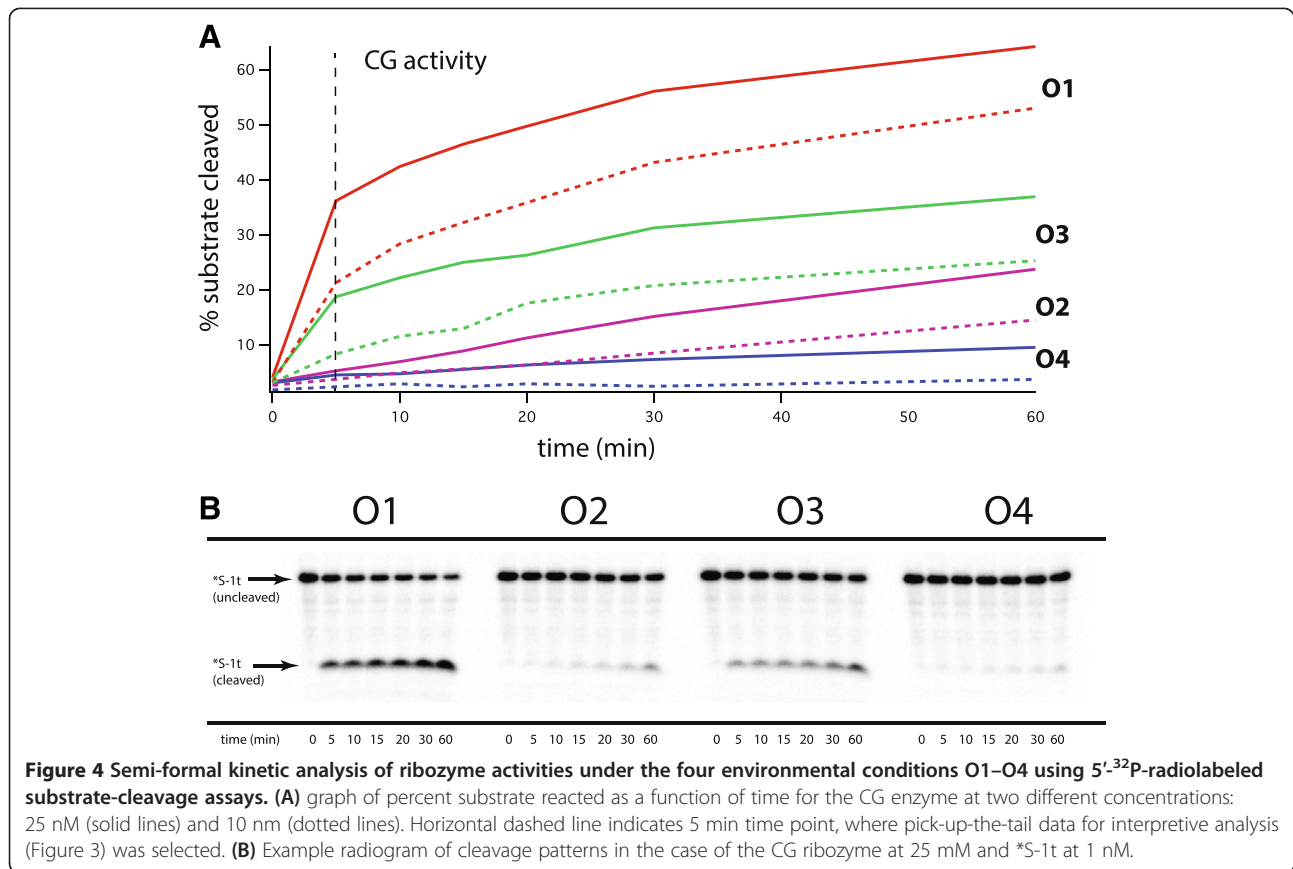 A
CG activity
% substrate cleaved
60
50
40
30
20
10
O1
O3
O2
O4
0 10 20 30 40 50 60
time (min)
B
O1 O2 O3 O4
*S-1t
(uncleaved)
*S-1t
(cleaved)
time (min) 0 5 10 15 20 30 60 0 5 10 15 20 30 60 0 5 10 15 20 30 60 0 5 10 15 20 30 60
Figure 4 Semi-formal kinetic analysis of ribozyme activities under the four environmental conditions O1–O4 using 5′-³²P-radiolabeled
substrate-cleavage assays. (A) graph of percent substrate reacted as a function of time for the CG enzyme at two different concentrations:
25 nM (solid lines) and 10 nm (dotted lines). Horizontal dashed line indicates 5 min time point, where pick-up-the-tail data for interpretive analysis
(Figure 3) was selected. (B) Example radiogram of cleavage patterns in the case of the CG ribozyme at 25 mM and *S-1t at 1 nM.